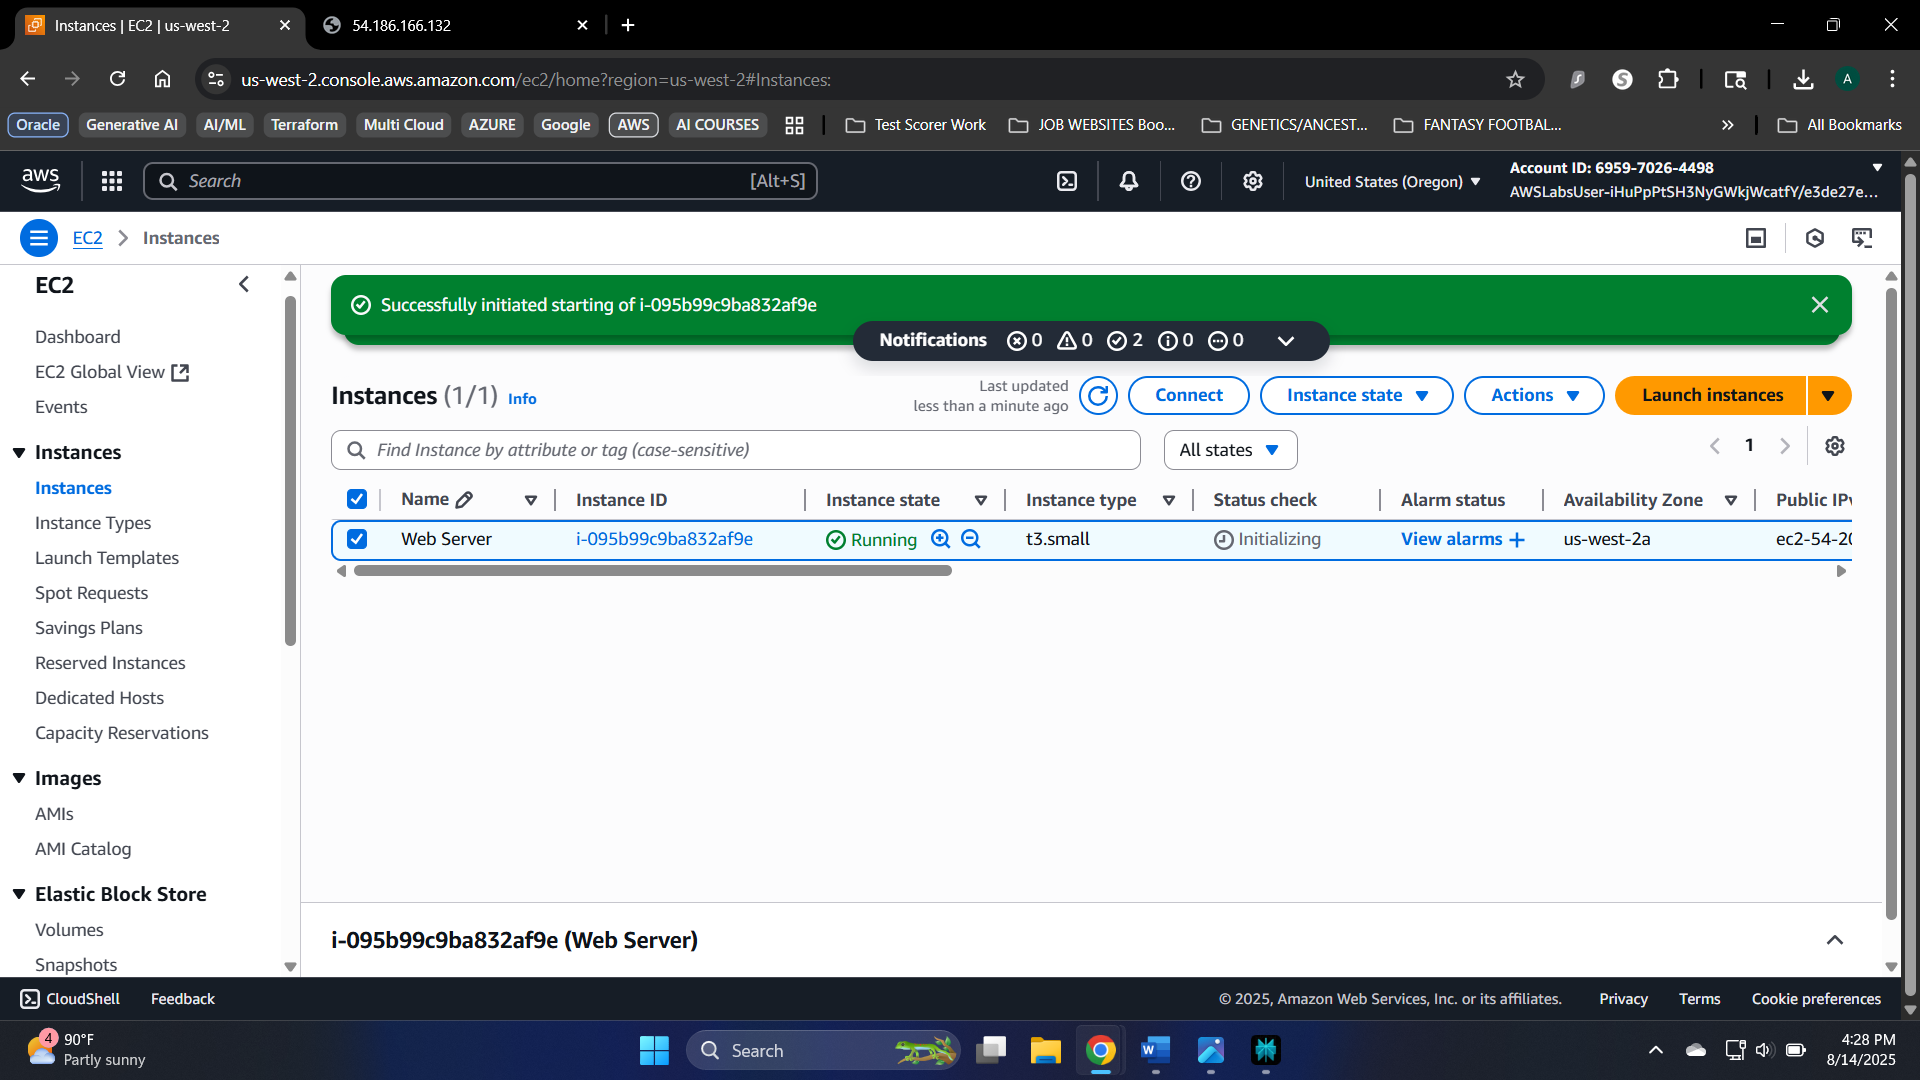 Instances | EC2 | us-west-2
54.186.166.132
us-west-2.console.aws.amazon.com/ec2/home?region=us-west-2#Instances:
A
Oracle
Generative AI
AI/ML
Terraform
Multi Cloud
AZURE
Google
AWS
AI COURSES
Test Scorer Work
JOB WEBSITES Boo...
GENETICS/ANCEST...
FANTASY FOOTBAL...
All Bookmarks
aws
Search
[Alt+S]
United States (Oregon)
Account ID: 6959-7026-4498
AWSLabsUser-iHuPpPtSH3NyGWkjWcatfY/e3de27e...
EC2
Instances
EC2
Dashboard
EC2 Global View
Events
Instances
Instances
Instance Types
Launch Templates
Spot Requests
Savings Plans
Reserved Instances
Dedicated Hosts
Capacity Reservations
Images
AMIs
AMI Catalog
Elastic Block Store
Volumes
Snapshots
Successfully initiated starting of i-095b99c9ba832af9e
Notifications 0 0 2 0 0
Instances (1/1) Info
Last updated
less than a minute ago
Connect
Instance state
Actions
Launch instances
Find Instance by attribute or tag (case-sensitive)
All states
1
Name
Instance ID
Instance state
Instance type
Status check
Alarm status
Availability Zone
Public IPv
Web Server
i-095b99c9ba832af9e
Running
t3.small
Initializing
View alarms
us-west-2a
ec2-54-20
i-095b99c9ba832af9e (Web Server)
CloudShell
Feedback
© 2025, Amazon Web Services, Inc. or its affiliates.
Privacy
Terms
Cookie preferences
4
90°F
Partly sunny
Search
W
4:28 PM
8/14/2025